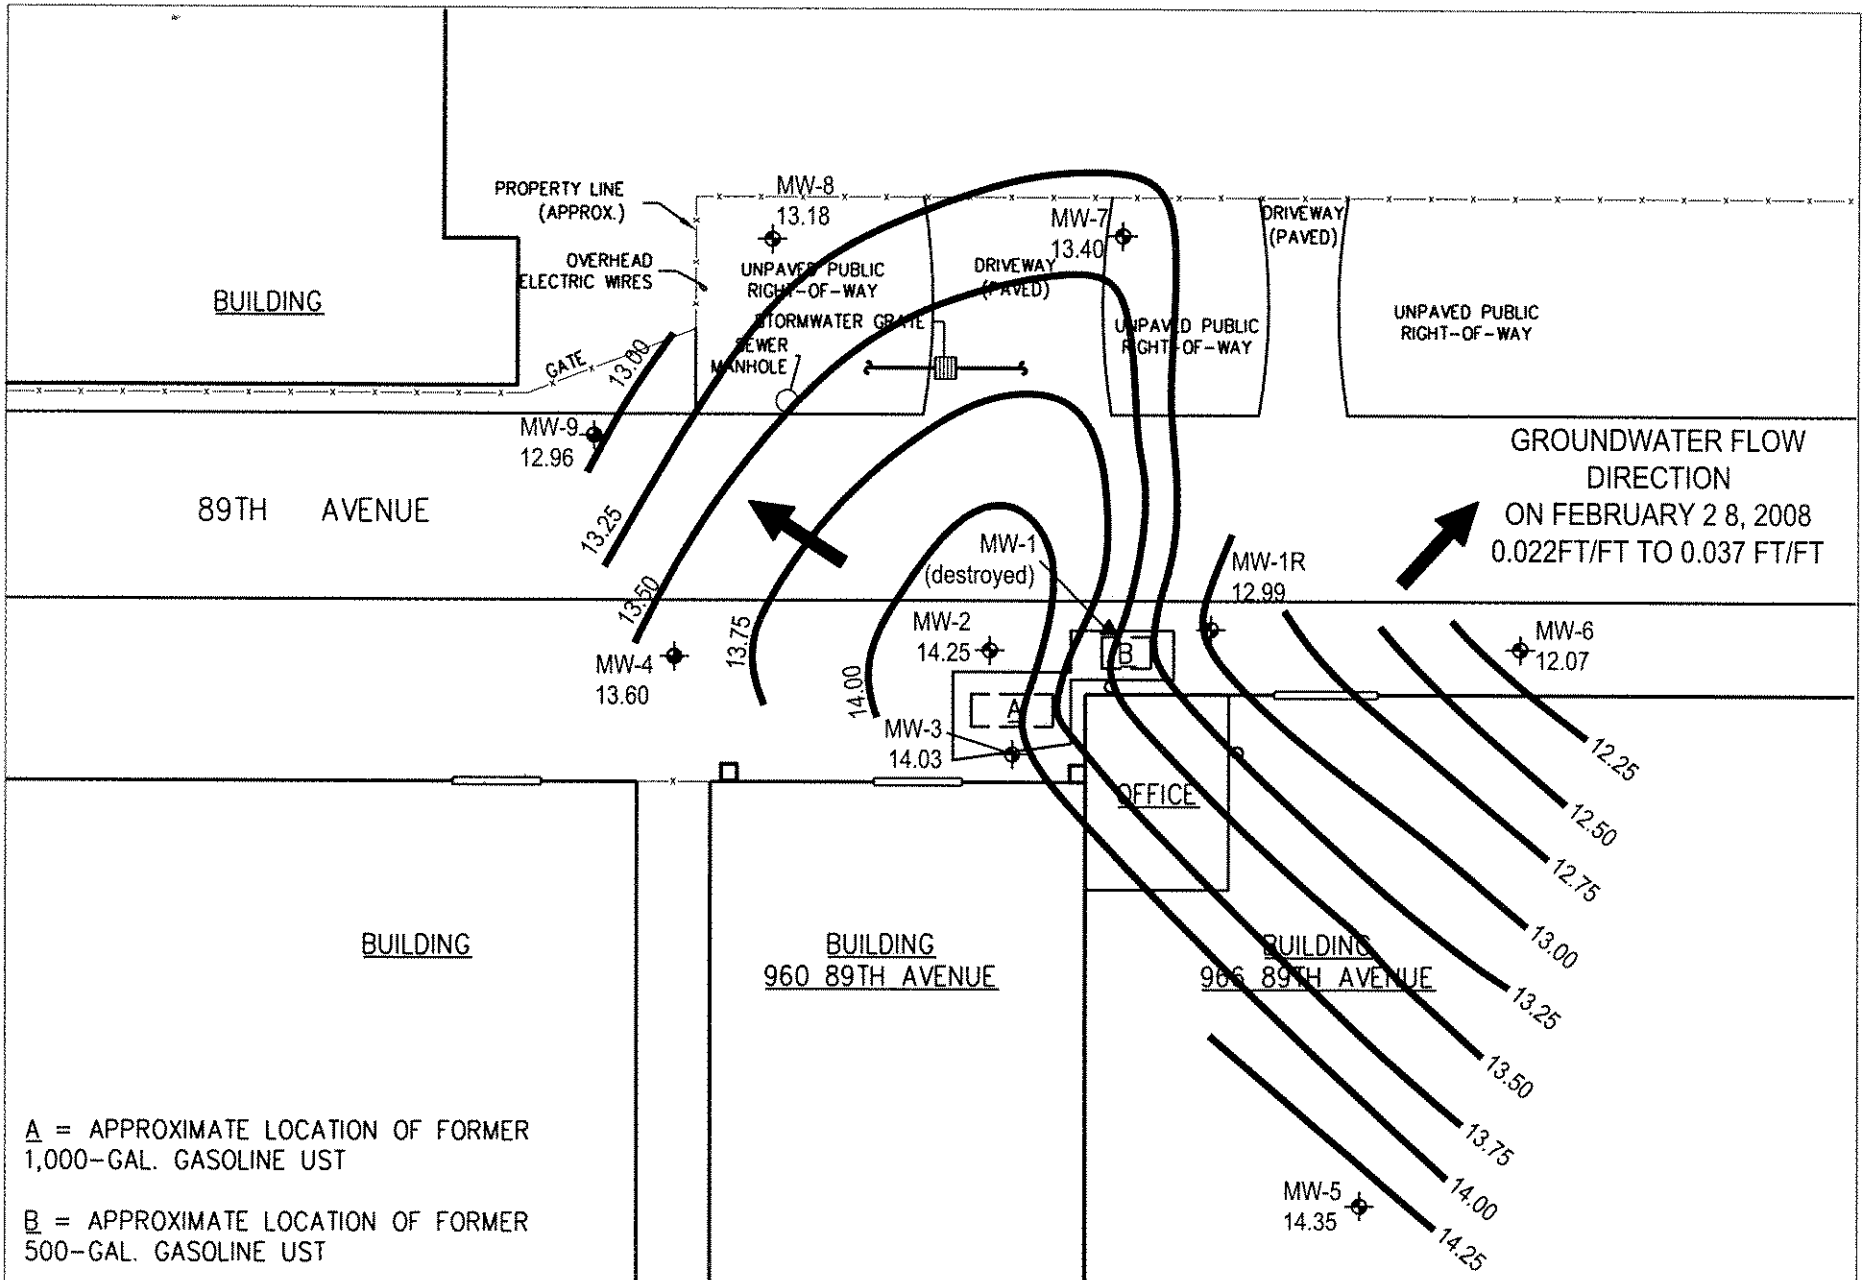 MW-8
13.18
PROPERTY LINE
(APPROX.)
MW-7
13.40
DRIVEWAY
(PAVED)
OVERHEAD
ELECTRIC WIRES
UNPAVED PUBLIC
RIGHT-OF-WAY
DRIVEWAY
(PAVED)
BUILDING
STORMWATER GRATE
SEWER
MANHOLE
UNPAVED PUBLIC
RIGHT-OF-WAY
UNPAVED PUBLIC
RIGHT-OF-WAY
GATE
13.00
MW-9
12.96
GROUNDWATER FLOW
DIRECTION
ON FEBRUARY 2 8, 2008
0.022FT/FT TO 0.037 FT/FT
89TH AVENUE
13.25
MW-1
(destroyed)
MW-1R
12.99
13.50
13.75
14.00
MW-2
14.25
B
MW-6
12.07
MW-4
13.60
A
MW-3
14.03
OFFICE
12.25
12.50
12.75
13.00
13.25
13.50
13.75
14.00
14.25
BUILDING
BUILDING
960 89TH AVENUE
BUILDING
966 89TH AVENUE
MW-5
14.35
A = APPROXIMATE LOCATION OF FORMER
1,000-GAL. GASOLINE UST
B = APPROXIMATE LOCATION OF FORMER
500-GAL. GASOLINE UST